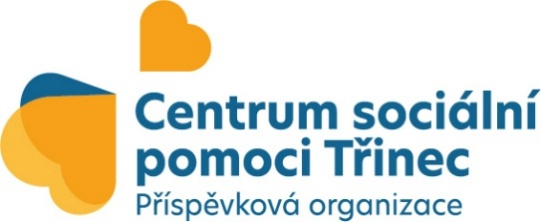 Centrum sociální
pomoci Třinec
Příspěvková organizace